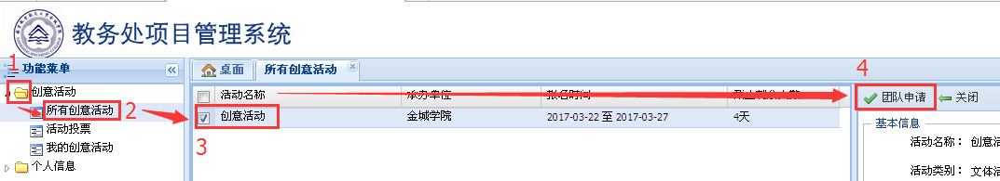 教务处项目管理系统
1
功能菜单
桌面
所有创意活动
4
创意活动
活动名称
承办单位
报名时间
团队申请
关闭
所有创意活动
2
创意活动
金城学院
2017-03-22 至 2017-03-27
4天
基本信息
活动投票
3
活动名称：
创意活
我的创意活动
个人信息
活动类别：
文体活